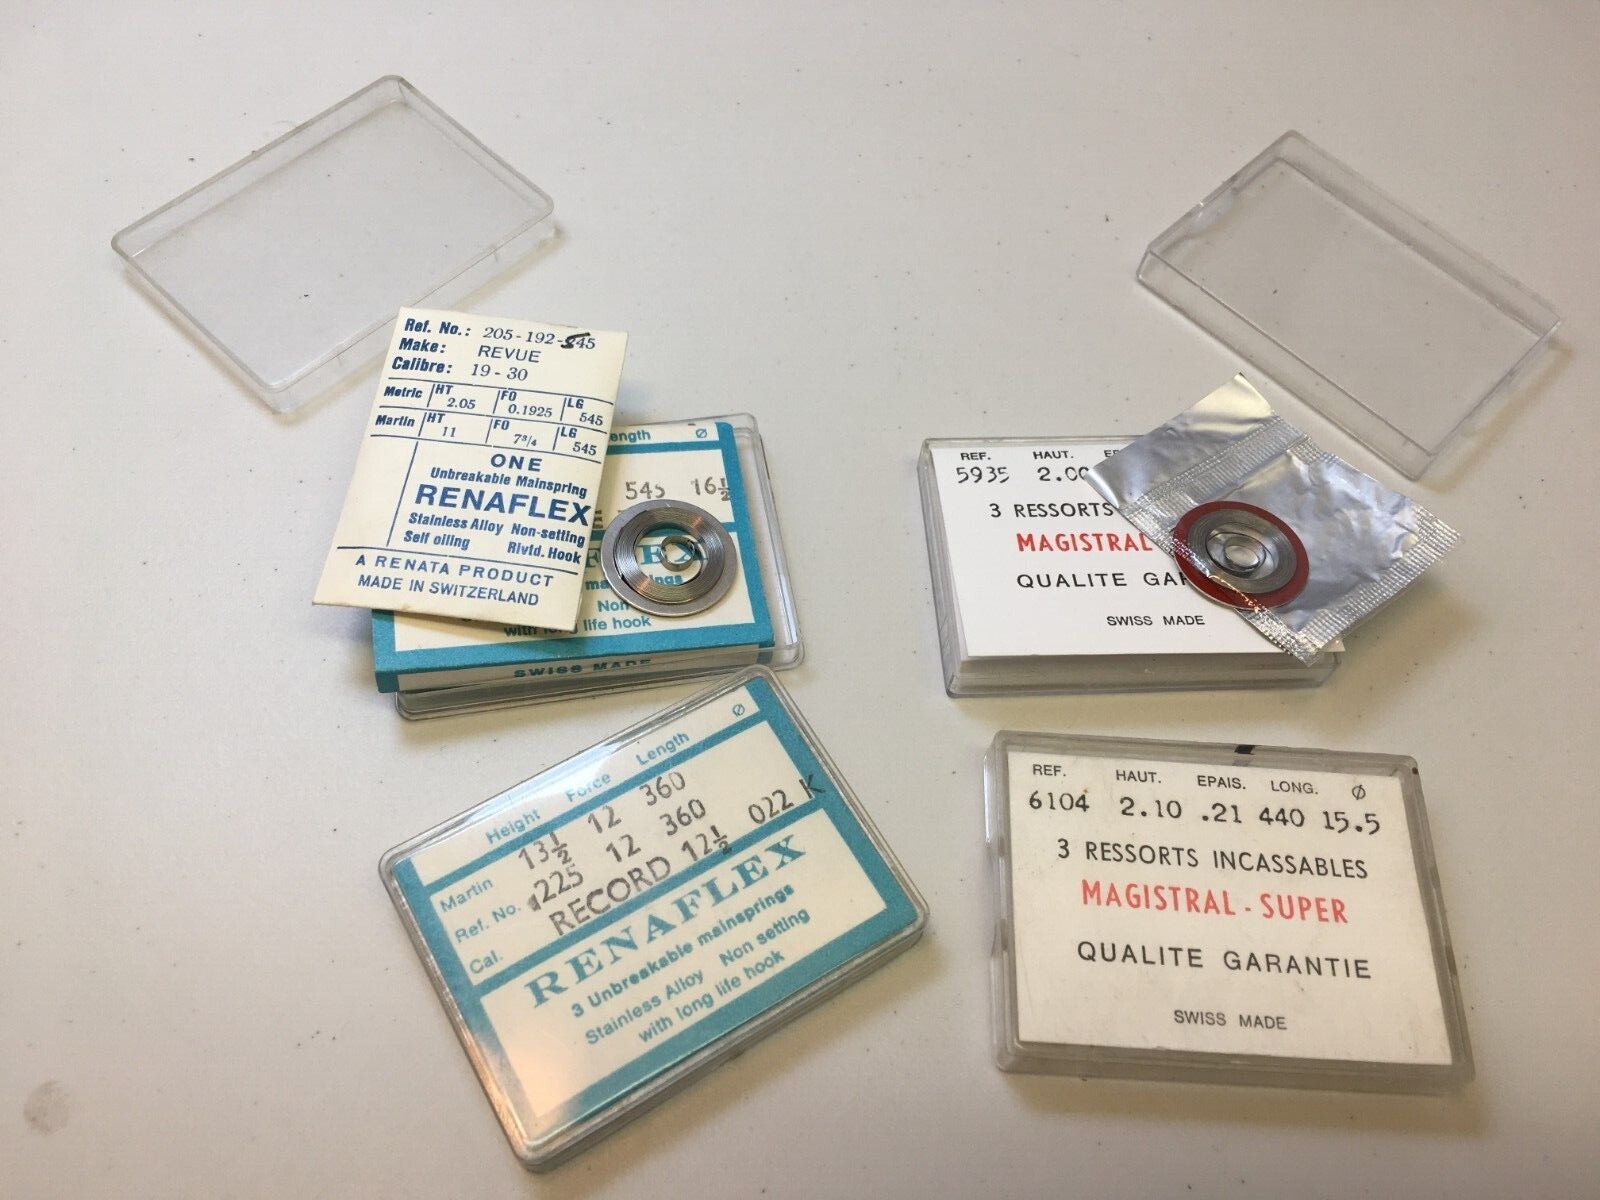 Ref. No.: 205-192-545
Make: REVUE
Calibre: 19-30
Metric HT 2.05 FO 0.1925 LG 545
Martin HT 11 FO 7¾ LG 545
ONE
Unbreakable Mainspring
RENAFLEX
Stainless Alloy Non-setting
Self oiling Rivtd. Hook
A RENATA PRODUCT
MADE IN SWITZERLAND
ength Ø
545 16½
FLEX
Non
with life hook
SWISS MADE
Height Force Length Ø
Martin 13½ 12 360
Ref. No. .225 12 360
Cal. RECORD 12½ 022 K
RENAFLEX
3 Unbreakable mainsprings
Stainless Alloy Non setting
with long life hook
REF. HAUT. EP
5935 2.00
3 RESSORTS
MAGISTRAL
QUALITE GAR
SWISS MADE
REF. HAUT. EPAIS. LONG. Ø
6104 2.10 .21 440 15.5
3 RESSORTS INCASSABLES
MAGISTRAL - SUPER
QUALITE GARANTIE
SWISS MADE